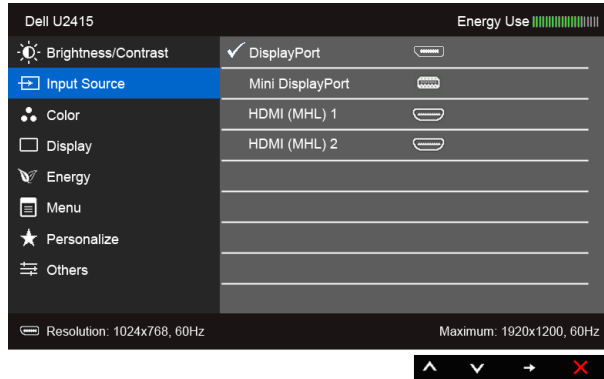 Dell U2415
Energy Use
Brightness/Contrast
DisplayPort
Input Source
Mini DisplayPort
Color
HDMI (MHL) 1
Display
HDMI (MHL) 2
Energy
Menu
Personalize
Others
Resolution: 1024x768, 60Hz
Maximum: 1920x1200, 60Hz